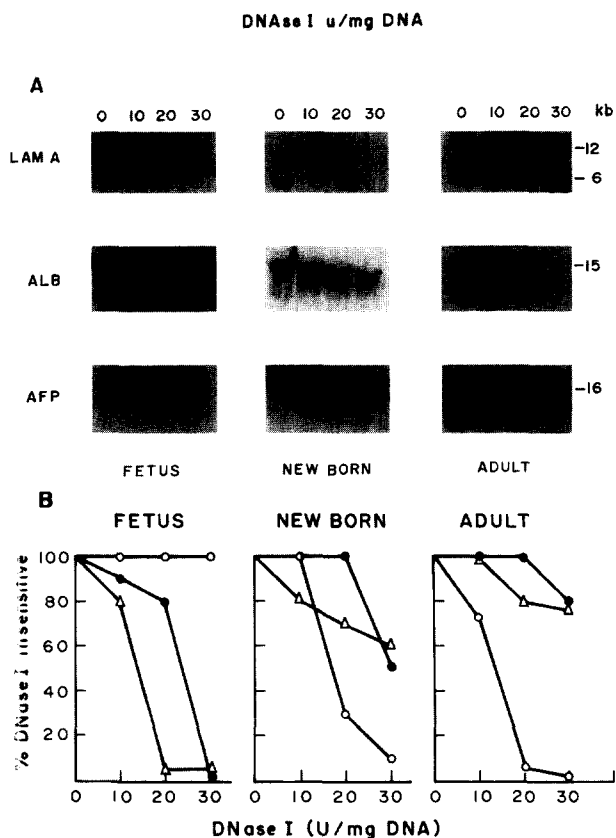 DNAse I u/mg DNA
A
0 10 20 30 0 10 20 30 0 10 20 30 kb
LAM A
-12
- 6
ALB
-15
AFP
-16
FETUS NEW BORN ADULT
B
FETUS NEW BORN ADULT
% DNase I insensitive
100
80
60
40
20
0 10 20 30 0 10 20 30 0 10 20 30
DNase I (U/mg DNA)